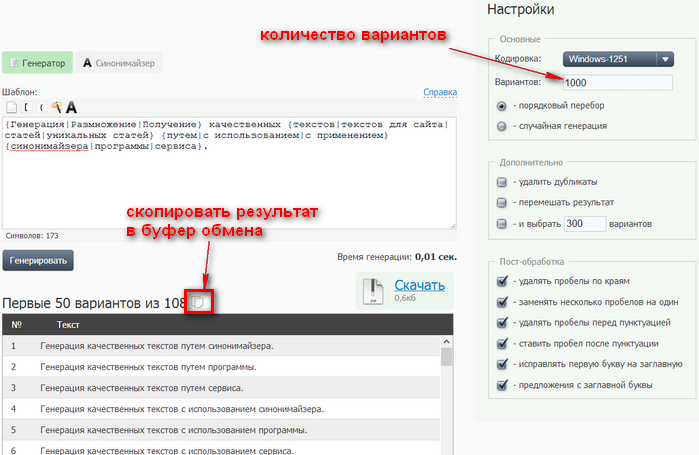 количество вариантов
Настройки
Генератор
А Синонимайзер
Основные
Кодировка: Windows-1251
Вариантов: 1000
- порядковый перебор
- случайная генерация
Шаблон:
Справка
[ { А
{Генерация|Размножение|Получение} качественных {текстов|текстов для сайта|
статей|уникальных статей} {путем|с использованием|с применением}
{синонимайзера|программы|сервиса}.
Символов: 173
Дополнительно
- удалить дубликаты
- перемешать результат
- и выбрать 300 вариантов
скопировать результат
в буфер обмена
Генерировать
Время генерации: 0,01 сек.
Первые 50 вариантов из 108
ZIP
Скачать
0,6кб
Пост-обработка
- удалять пробелы по краям
- заменять несколько пробелов на один
- удалять пробелы перед пунктуацией
- ставить пробел после пунктуации
- исправлять первую букву на заглавную
- предложения с заглавной буквы
№ Текст
1 Генерация качественных текстов путем синонимайзера.
2 Генерация качественных текстов путем программы.
3 Генерация качественных текстов путем сервиса.
4 Генерация качественных текстов с использованием синонимайзера.
5 Генерация качественных текстов с использованием программы.
6 Генерация качественных текстов с использованием сервиса.